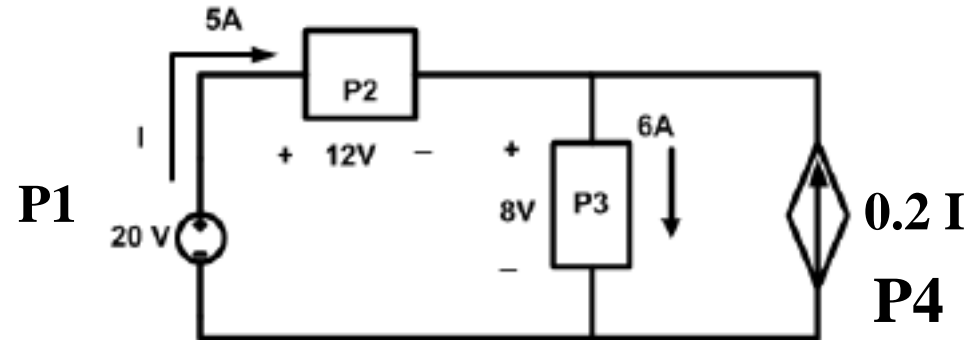 5A
P2
I
+ 12V –
+
6A
P1
20 V
+
–
8V
P3
–
0.2 I
P4